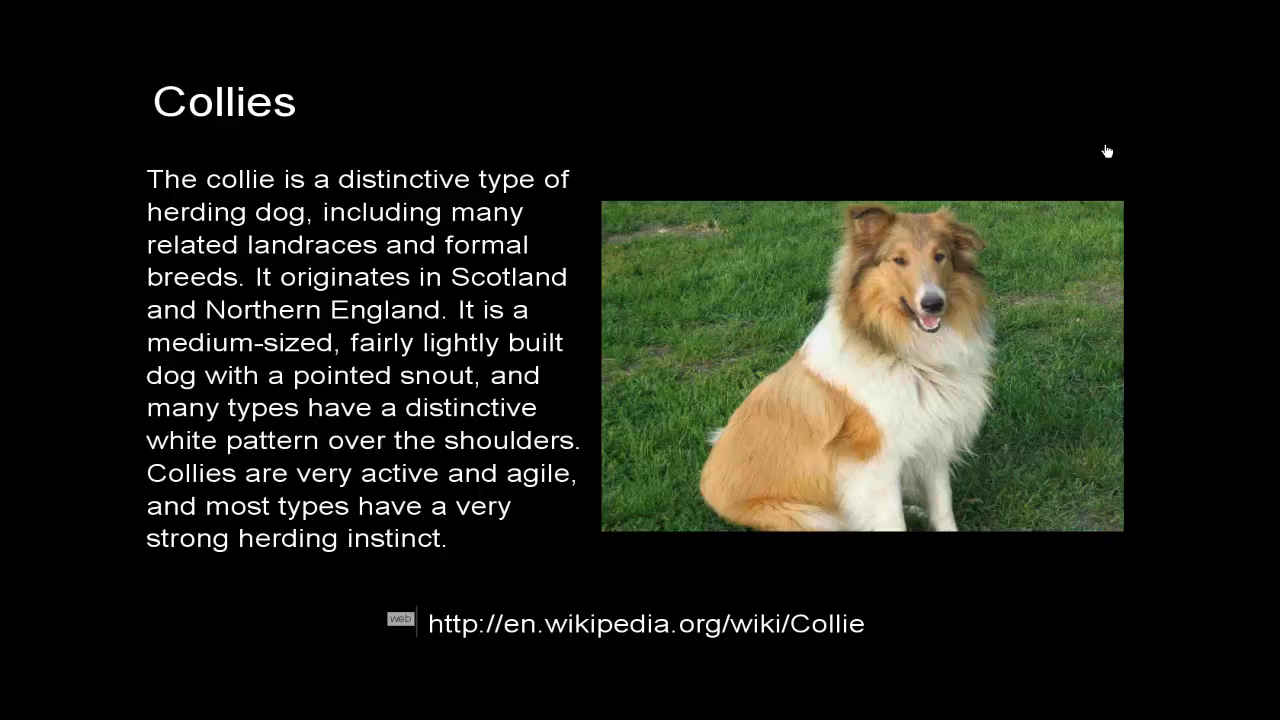 Collies
The collie is a distinctive type of
herding dog, including many
related landraces and formal
breeds. It originates in Scotland
and Northern England. It is a
medium-sized, fairly lightly built
dog with a pointed snout, and
many types have a distinctive
white pattern over the shoulders.
Collies are very active and agile,
and most types have a very
strong herding instinct.
web http://en.wikipedia.org/wiki/Collie